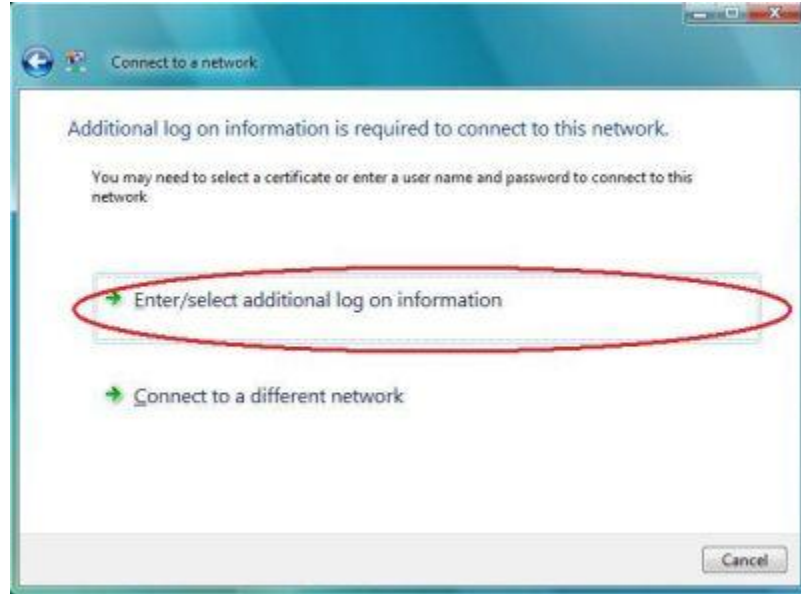 Connect to a network
Additional log on information is required to connect to this network.
You may need to select a certificate or enter a user name and password to connect to this
network
Enter/select additional log on information
Connect to a different network
Cancel